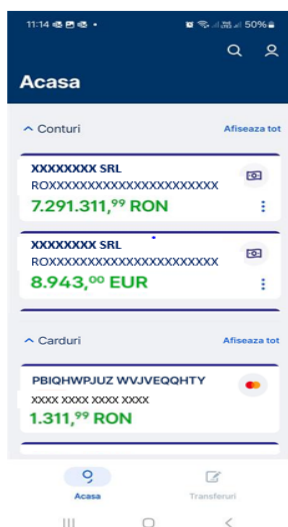 11:14
50%
Acasa
Conturi Afiseaza tot
XXXXXXXX SRL
ROXXXXXXXXXXXXXXXXXXXXXX
7.291.311,99 RON
XXXXXXXX SRL
ROXXXXXXXXXXXXXXXXXXXXXX
8.943,00 EUR
Carduri Afiseaza tot
PBIQHWPJUZ WVJVEQQHTY
XXXX XXXX XXXX XXXX
1.311,99 RON
Acasa Transferuri